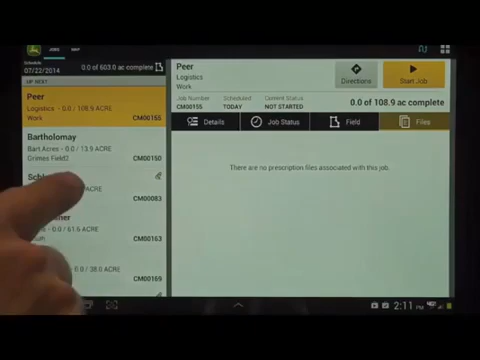 JOBS MAP
Schedule
07/22/2014
0.0 of 603.0 ac complete
UP NEXT
Peer
Logistics - 0.0 / 108.9 ACRE
Work CM00155
Bartholomay
Bart Acres - 0.0 / 13.9 ACRE
Grimes Field2 CM00150
ACRE
CM00083
/ 61.6 ACRE
CM00163
/ 38.0 ACRE
CM00169
Peer
Logistics
Work
Directions
Start Job
Job Number
CM00155
Scheduled
TODAY
Current Status
NOT STARTED
0.0 of 108.9 ac complete
Details
Job Status
Field
Files
There are no prescription files associated with this job.
2:11 PM